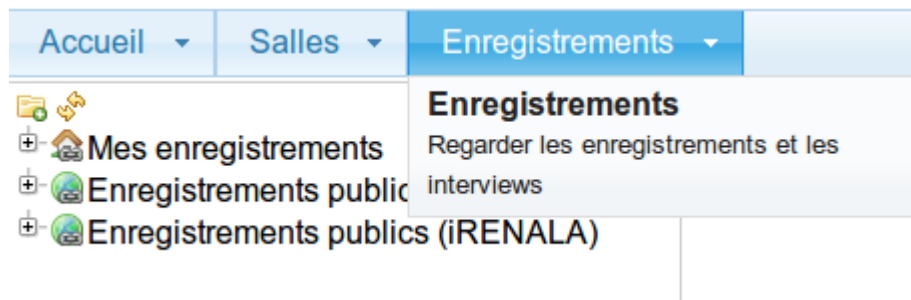 Accueil
Salles
Enregistrements
Enregistrements
Regarder les enregistrements et les
interviews
Mes enregistrements
Enregistrements public
Enregistrements publics (iRENALA)